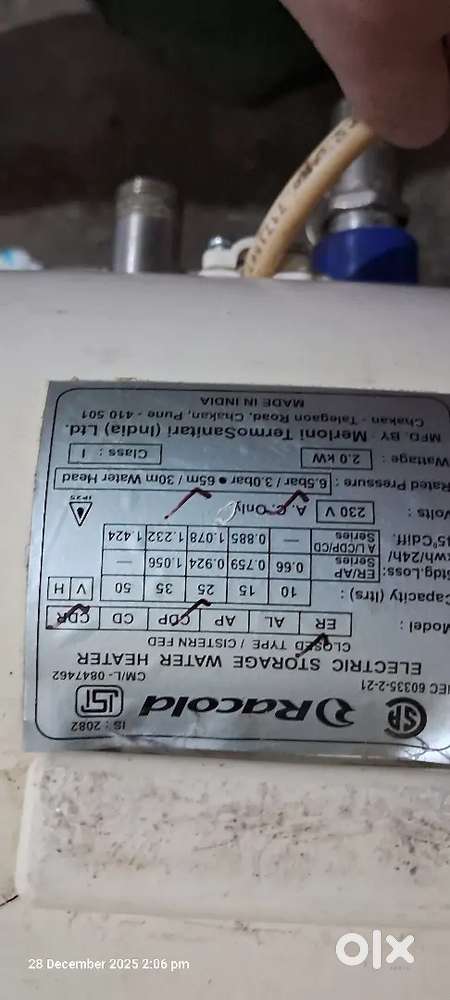 IS : 2082
Racold
IEC 60335-2-21
CM/L - 0847462
ELECTRIC STORAGE WATER HEATER
CLOSED TYPE / CISTERN FED
Model : ER AL AP CDP CD CDR
Capacity (ltrs) : 10 15 25 35 50 V H
Stdg.Loss: ER/AP Series 0.66 0.759 0.924 1.056 —
kwh/24h/ 45°Cdiff. A L/CDP/CD Series — 0.885 1.078 1.232 1.424
Volts : 230 V A. C. Only IP25
Rated Pressure : 6.5bar / 3.0bar ● 65m / 30m Water Head
Wattage : 2.0 kW Class : I
MFD. BY - Merloni TermoSanitari (India) Ltd.
Chakan - Talegaon Road, Chakan, Pune - 410 501
MADE IN INDIA
28 December 2025 2:06 pm
olx